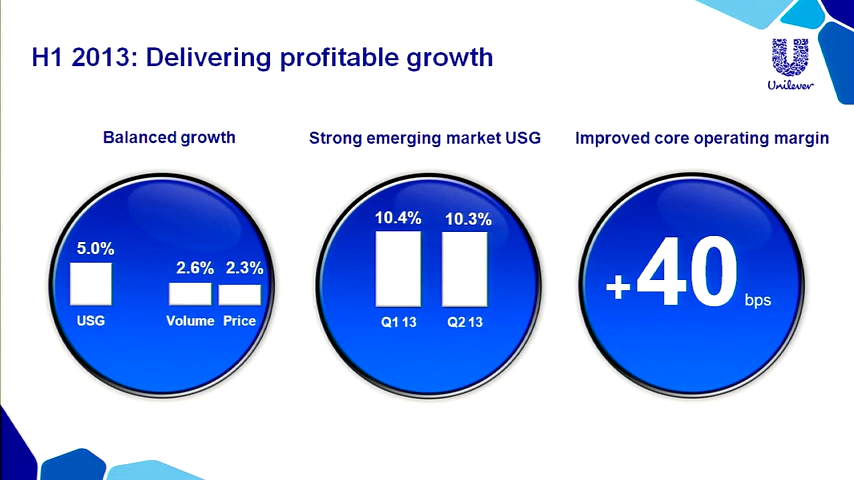 H1 2013: Delivering profitable growth
Unilever
Balanced growth
5.0%
2.6%
2.3%
USG
Volume
Price
Strong emerging market USG
10.4%
10.3%
Q1 13
Q2 13
Improved core operating margin
+40 bps